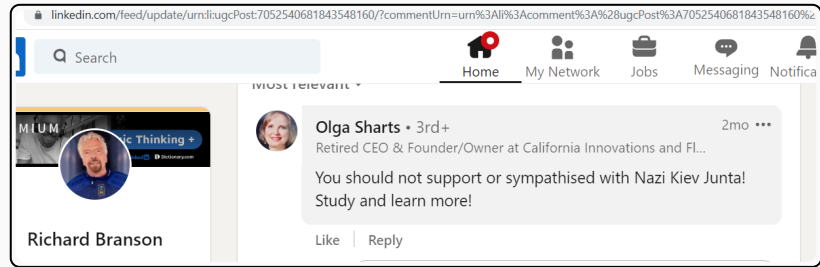 linkedin.com/feed/update/urn:li:ugcPost:7052540681843548160/?commentUrn=urn%3Ali%3Acomment%3A%28ugcPost%3A7052540681843548160%2
Search
Home
My Network
Jobs
Messaging
Notifica
Most relevant
MIUM
ic Thinking +
Dictionary.com
Richard Branson
Olga Sharts • 3rd+
2mo •••
Retired CEO & Founder/Owner at California Innovations and Fl...
You should not support or sympathised with Nazi Kiev Junta!
Study and learn more!
Like
Reply